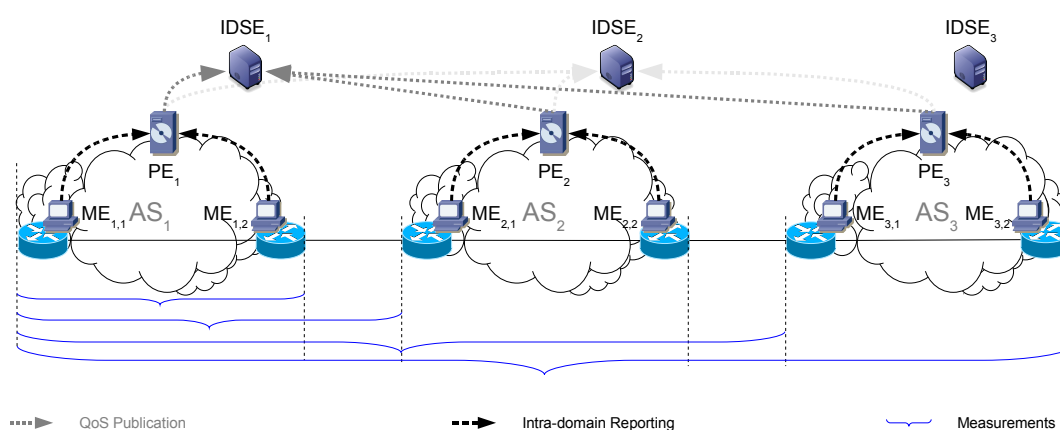 IDSE1 IDSE2 IDSE3
PE1 PE2 PE3
ME1,1 AS1 ME1,2 ME2,1 AS2 ME2,2 ME3,1 AS3 ME3,2
QoS Publication Intra-domain Reporting Measurements